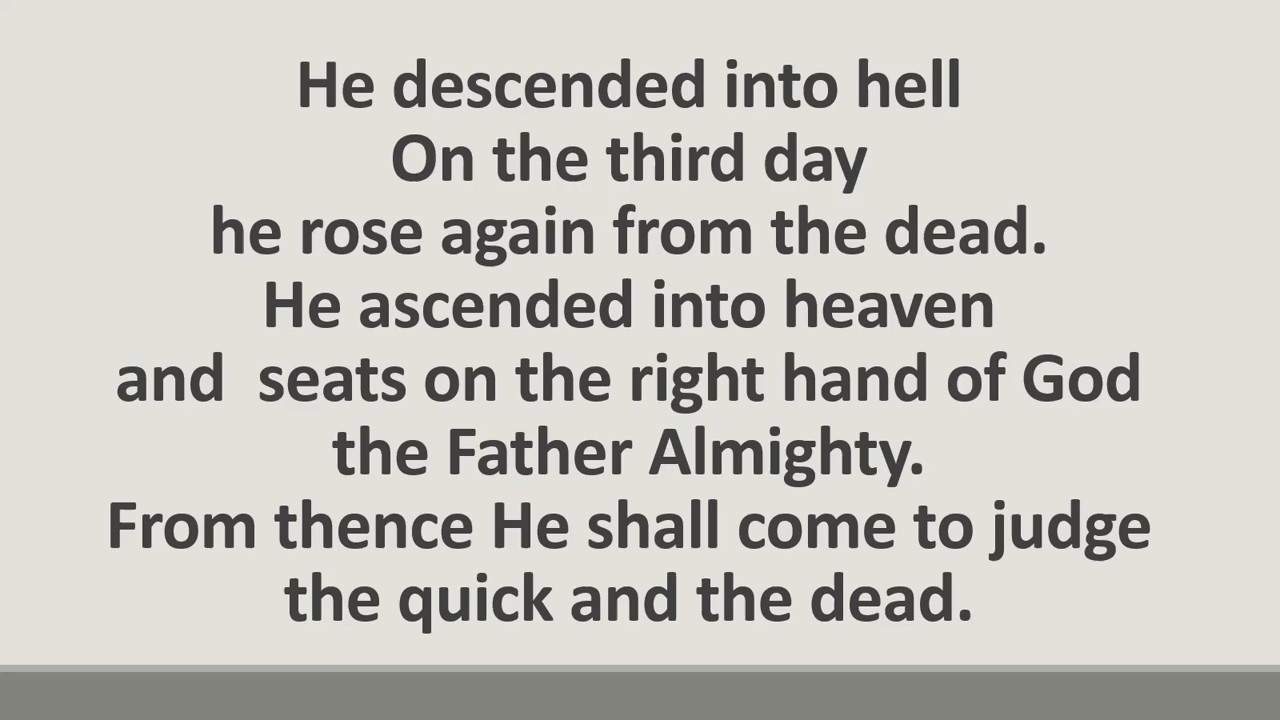 He descended into hell
On the third day
he rose again from the dead.
He ascended into heaven
and  seats on the right hand of God
the Father Almighty.
From thence He shall come to judge
the quick and the dead.